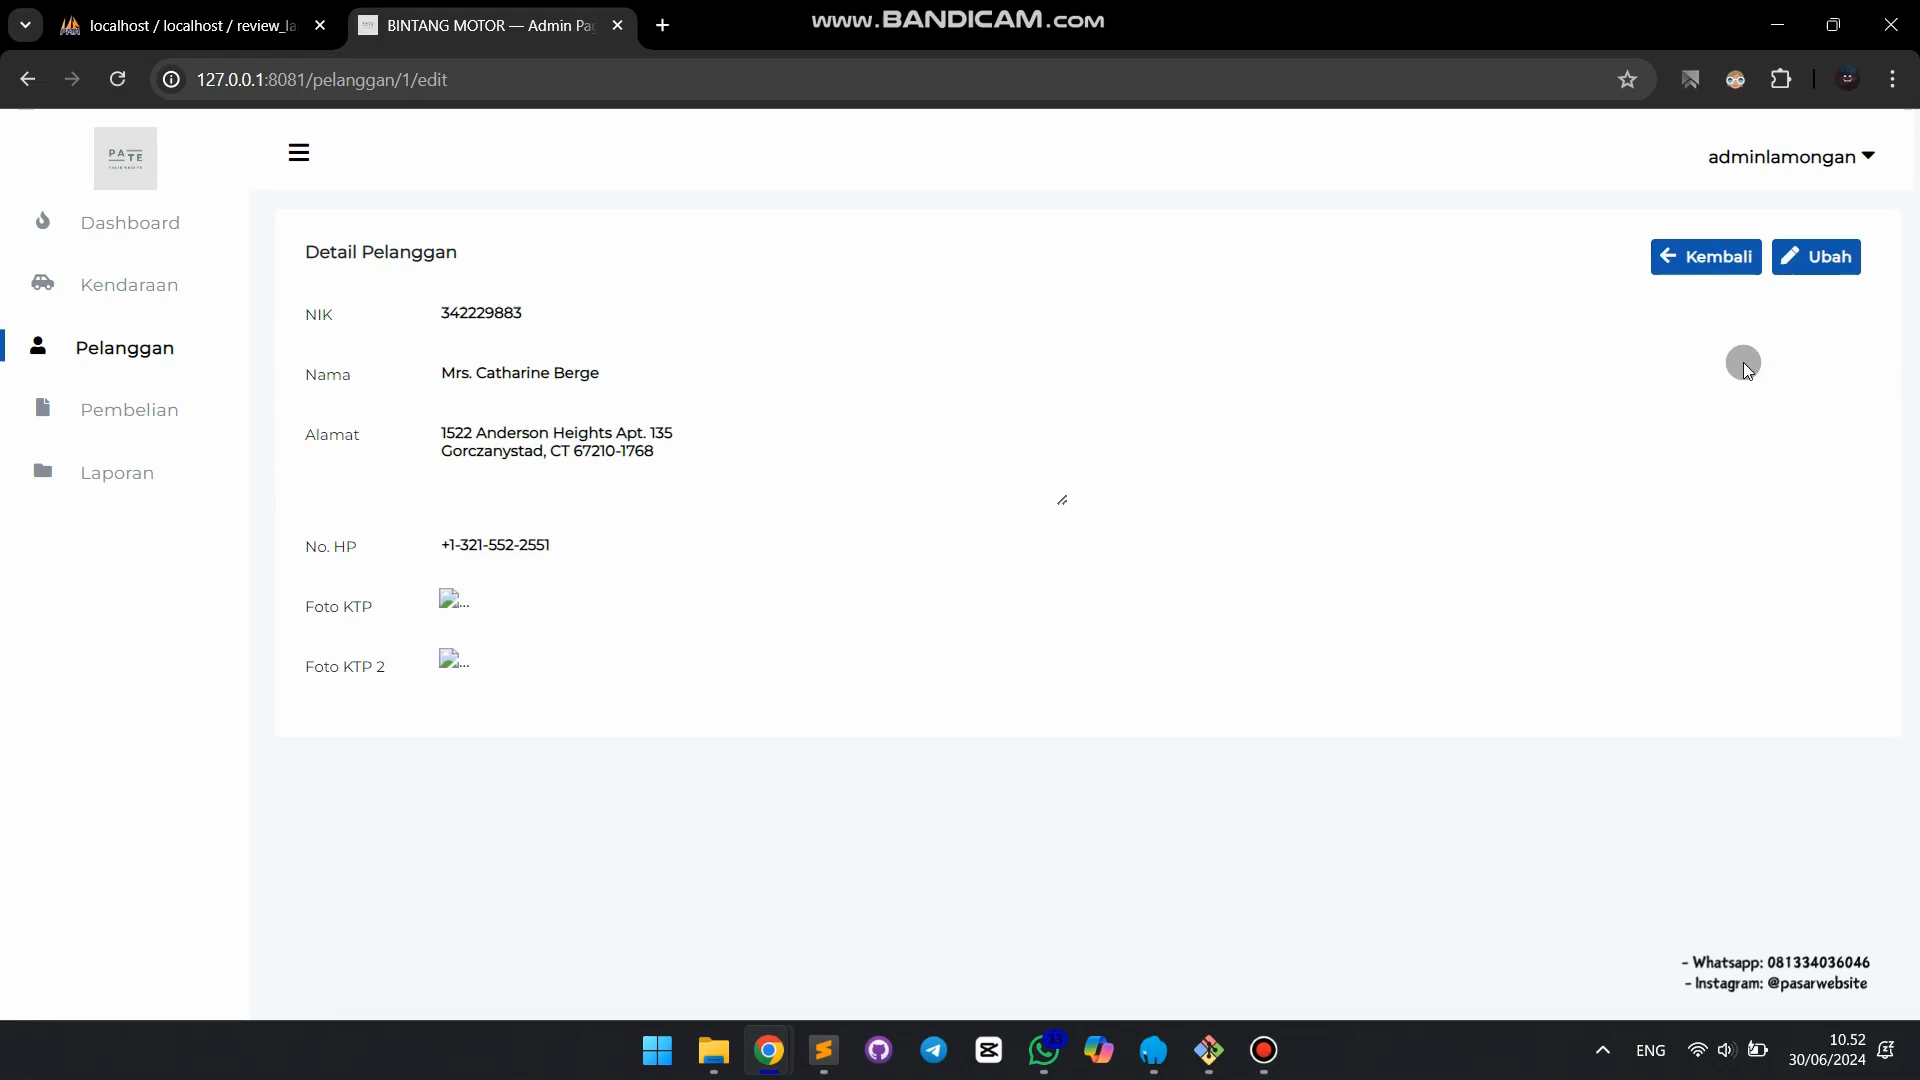 localhost / localhost / review_la
BINTANG MOTOR — Admin Pa
www.BANDICAM.com
127.0.0.1:8081/pelanggan/1/edit
PATE
adminlamongan
Dashboard
Kendaraan
Pelanggan
Pembelian
Laporan
Detail Pelanggan
Kembali
Ubah
NIK 342229883
Nama Mrs. Catharine Berge
Alamat 1522 Anderson Heights Apt. 135
Gorczanystad, CT 67210-1768
No. HP +1-321-552-2551
Foto KTP ...
Foto KTP 2 ...
- Whatsapp: 081334036046
- Instagram: @pasarwebsite
33
ENG
10.52
30/06/2024